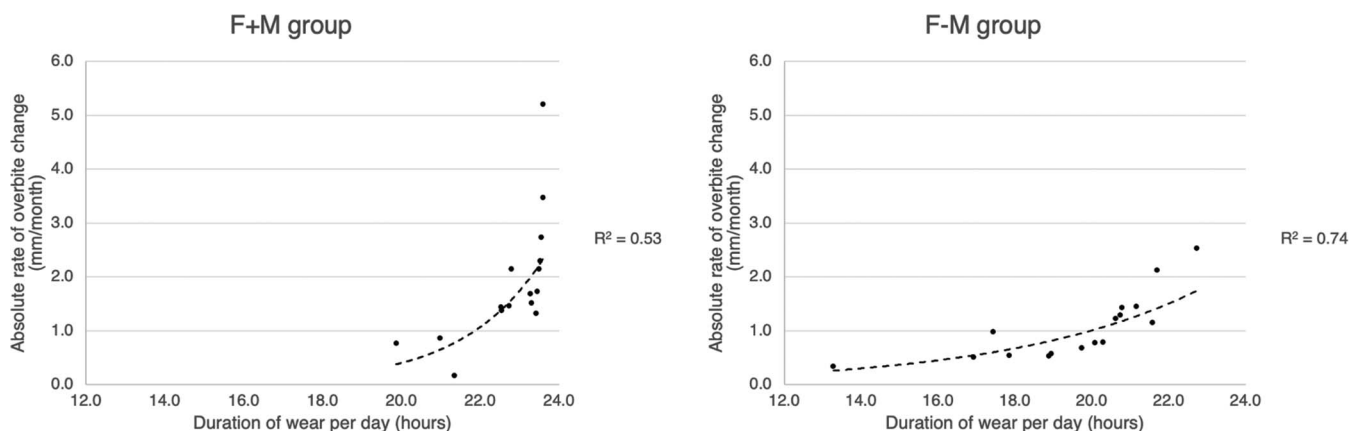 F+M group
Absolute rate of overbite change
(mm/month)
6.0
5.0
4.0
3.0
2.0
1.0
0.0
12.0 14.0 16.0 18.0 20.0 22.0 24.0
Duration of wear per day (hours)
R² = 0.53
F-M group
Absolute rate of overbite change
(mm/month)
6.0
5.0
4.0
3.0
2.0
1.0
0.0
12.0 14.0 16.0 18.0 20.0 22.0 24.0
Duration of wear per day (hours)
R² = 0.74